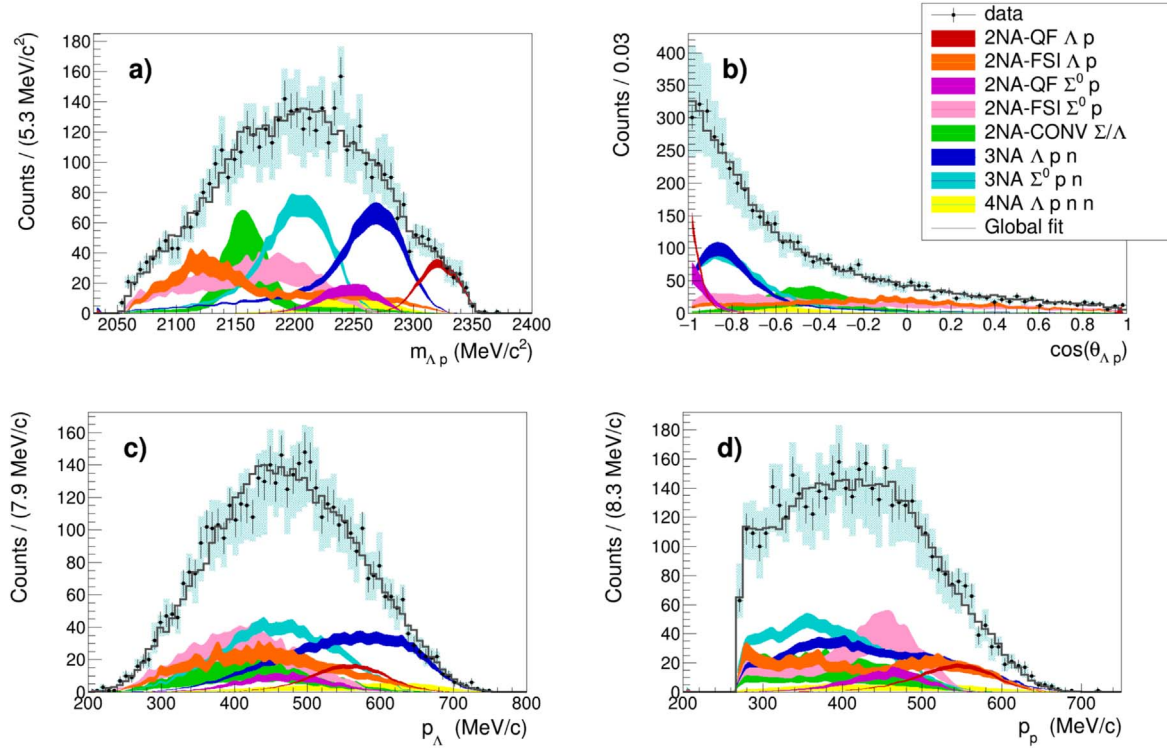 a)
Counts / (5.3 MeV/c²)
180
160
140
120
100
80
60
40
20
0
2050 2100 2150 2200 2250 2300 2350 2400
m_Λ p (MeV/c²)
b)
Counts / 0.03
400
350
300
250
200
150
100
50
0
−1 −0.8 −0.6 −0.4 −0.2 0 0.2 0.4 0.6 0.8 1
cos(θ_Λ p)
data
2NA-QF Λ p
2NA-FSI Λ p
2NA-QF Σ⁰ p
2NA-FSI Σ⁰ p
2NA-CONV Σ/Λ
3NA Λ p n
3NA Σ⁰ p n
4NA Λ p n n
Global fit
c)
Counts / (7.9 MeV/c)
160
140
120
100
80
60
40
20
0
200 300 400 500 600 700 800
p_Λ (MeV/c)
d)
Counts / (8.3 MeV/c)
180
160
140
120
100
80
60
40
20
0
200 300 400 500 600 700
p_p (MeV/c)